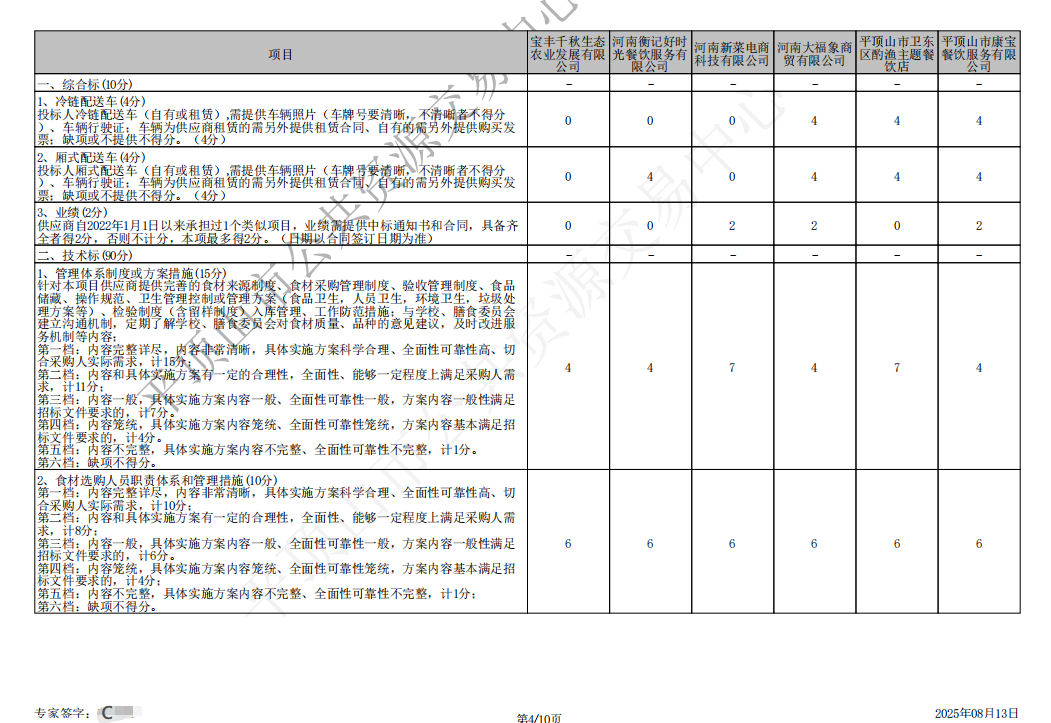 平顶山市公共资源交易中心
平顶山市公共资源交易中心
项目
宝丰千秋生态
农业发展有限
公司
河南衡记好时
光餐饮服务有
限公司
河南新菜电商
科技有限公司
河南大福象商
贸有限公司
平顶山市卫东
区酌渔主题餐
饮店
平顶山市康宝
餐饮服务有限
公司
一、综合标(10分) － － － － － －
1、冷链配送车(4分)
投标人冷链配送车（自有或租赁）,需提供车辆照片（车牌号要清晰，不清晰者不得分
）、车辆行驶证；车辆为供应商租赁的需另外提供租赁合同、自有的需另外提供购买发
票；缺项或不提供不得分。（4分）
0 0 0 4 4 4
2、厢式配送车(4分)
投标人厢式配送车（自有或租赁）,需提供车辆照片（车牌号要清晰，不清晰者不得分
）、车辆行驶证；车辆为供应商租赁的需另外提供租赁合同、自有的需另外提供购买发
票；缺项或不提供不得分。（4分）
0 4 0 4 4 4
3、业绩(2分)
供应商自2022年1月1日以来承担过1个类似项目，业绩需提供中标通知书和合同，具备齐
全者得2分，否则不计分，本项最多得2分。（日期以合同签订日期为准）
0 0 2 2 0 2
二、技术标(90分) － － － － － －
1、管理体系制度或方案措施(15分)
针对本项目供应商提供完善的食材来源制度、食材采购管理制度、验收管理制度、食品
储藏、操作规范、卫生管理控制或管理方案（食品卫生，人员卫生，环境卫生，垃圾处
理方案等）、检验制度（含留样制度）入库管理、工作防范措施；与学校、膳食委员会
建立沟通机制，定期了解学校、膳食委员会对食材质量、品种的意见建议，及时改进服
务机制等内容;
第一档：内容完整详尽，内容非常清晰，具体实施方案科学合理、全面性可靠性高、切
合采购人实际需求，计15分；
第二档：内容和具体实施方案有一定的合理性，全面性、能够一定程度上满足采购人需
求，计11分；
第三档：内容一般，具体实施方案内容一般、全面性可靠性一般，方案内容一般性满足
招标文件要求的，计7分。
第四档：内容笼统，具体实施方案内容笼统、全面性可靠性笼统，方案内容基本满足招
标文件要求的，计4分。
第五档：内容不完整，具体实施方案内容不完整、全面性可靠性不完整，计1分。
第六档：缺项不得分。
4 4 7 4 7 4
2、食材选购人员职责体系和管理措施(10分)
第一档：内容完整详尽，内容非常清晰，具体实施方案科学合理、全面性可靠性高、切
合采购人实际需求，计10分；
第二档：内容和具体实施方案有一定的合理性，全面性、能够一定程度上满足采购人需
求，计8分；
第三档：内容一般，具体实施方案内容一般、全面性可靠性一般，方案内容一般性满足
招标文件要求的，计6分。
第四档：内容笼统，具体实施方案内容笼统、全面性可靠性笼统，方案内容基本满足招
标文件要求的，计4分；
第五档：内容不完整，具体实施方案内容不完整、全面性可靠性不完整，计1分；
第六档：缺项不得分。
6 6 6 6 6 6
专家签字： C
第4/10页
2025年08月13日